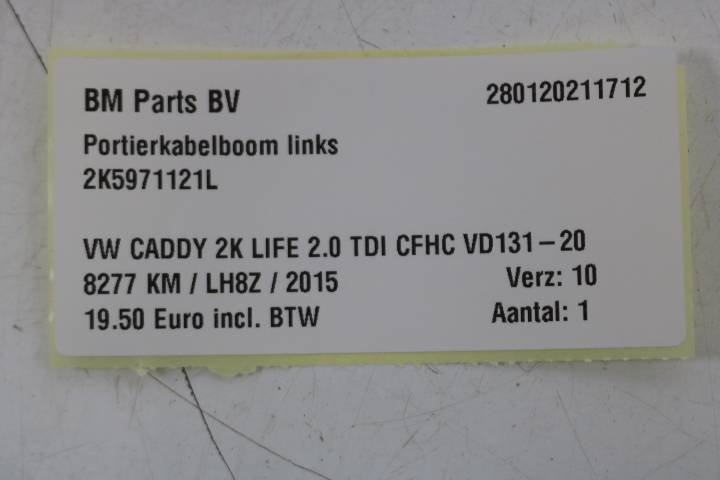 BM Parts BV 280120211712
Portierkabelboom links
2K5971121L
VW CADDY 2K LIFE 2.0 TDI CFHC VD131-20
8277 KM / LH8Z / 2015 Verz: 10
19.50 Euro incl. BTW Aantal: 1